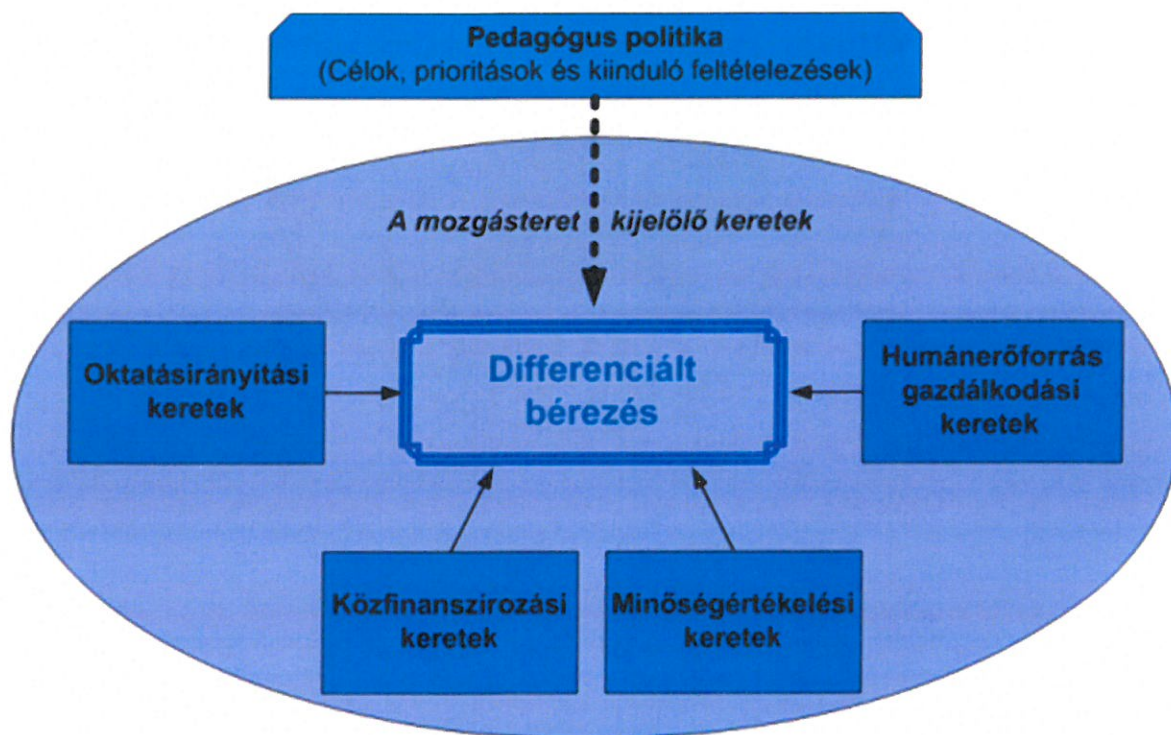 Pedagógus politika
(Célok, prioritások és kiinduló feltételezések)
A mozgásteret kijelölő keretek
Oktatásirányítási
keretek
Differenciált
bérezés
Humánerőforrás
gazdálkodási
keretek
Közfinanszírozási
keretek
Minőségértékelési
keretek